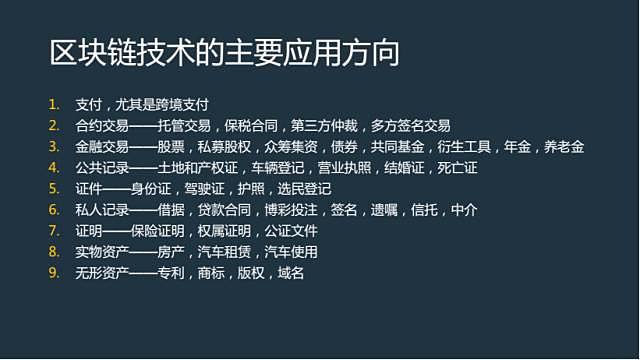 区块链技术的主要应用方向
1. 支付，尤其是跨境支付
2. 合约交易——托管交易，保税合同，第三方仲裁，多方签名交易
3. 金融交易——股票，私募股权，众筹集资，债券，共同基金，衍生工具，年金，养老金
4. 公共记录——土地和产权证，车辆登记，营业执照，结婚证，死亡证
5. 证件——身份证，驾驶证，护照，选民登记
6. 私人记录——借据，贷款合同，博彩投注，签名，遗嘱，信托，中介
7. 证明——保险证明，权属证明，公证文件
8. 实物资产——房产，汽车租赁，汽车使用
9. 无形资产——专利，商标，版权，域名